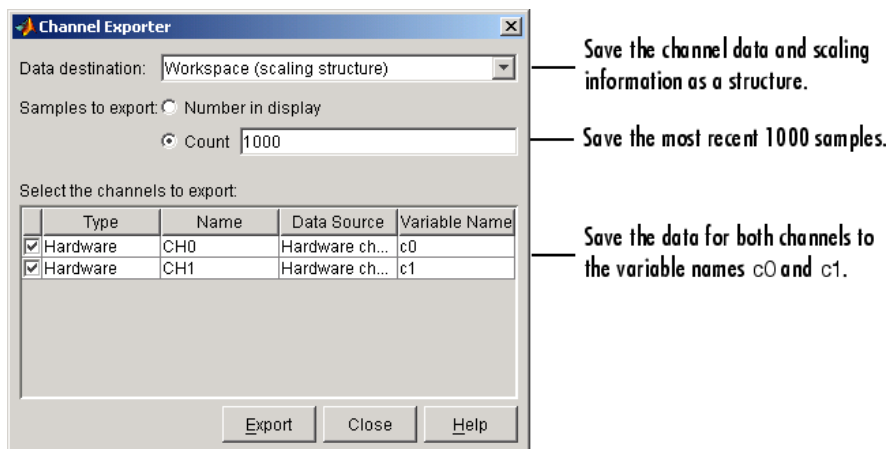 Channel Exporter
Data destination: Workspace (scaling structure)
Samples to export: Number in display
Count 1000
Select the channels to export:
Type Name Data Source Variable Name
Hardware CH0 Hardware ch... c0
Hardware CH1 Hardware ch... c1
Export Close Help
Save the channel data and scaling
information as a structure.
Save the most recent 1000 samples.
Save the data for both channels to
the variable names c0 and c1.